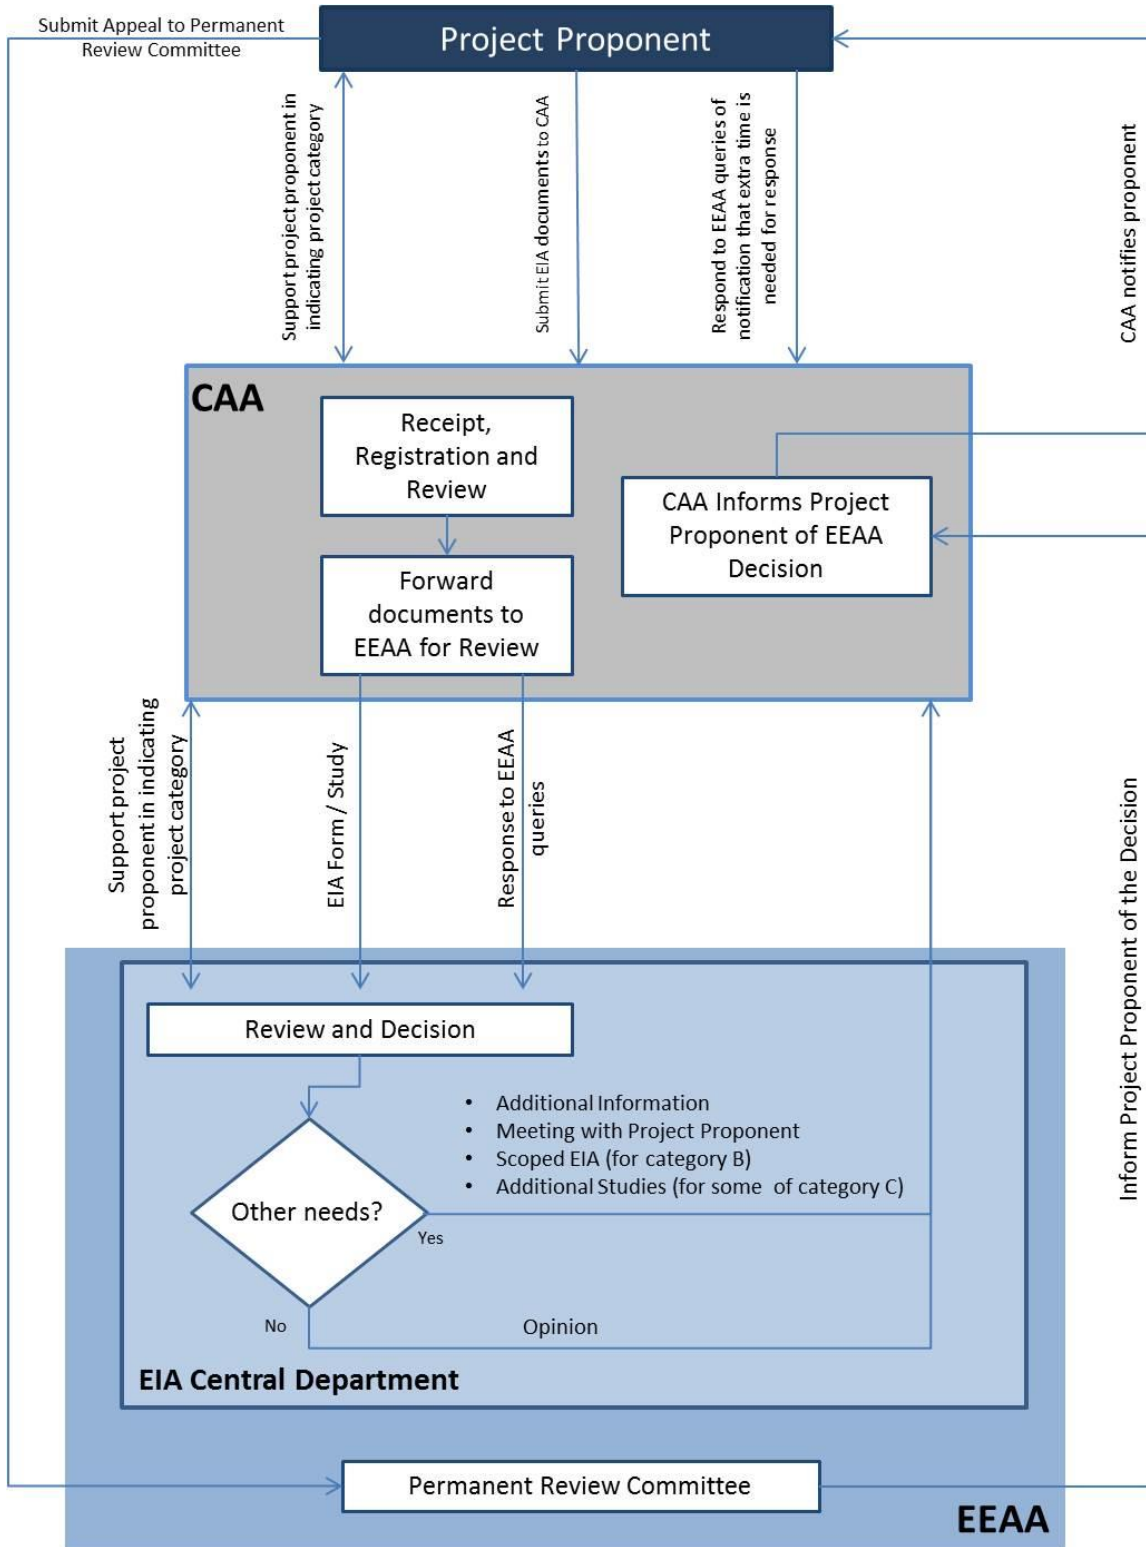 Submit Appeal to Permanent
Review Committee
Project Proponent
Support project proponent in
indicating project category
Submit EIA documents to CAA
Respond to EEAA queries of
notification that extra time is
needed for response
CAA notifies proponent
CAA
Receipt,
Registration and
Review
CAA Informs Project
Proponent of EEAA
Decision
Forward
documents to
EEAA for Review
Support project
proponent in indicating
project category
EIA Form / Study
Response to EEAA
queries
Inform Project Proponent of the Decision
Review and Decision
• Additional Information
• Meeting with Project Proponent
• Scoped EIA (for category B)
• Additional Studies (for some of category C)
Other needs?
Yes
No
Opinion
EIA Central Department
Permanent Review Committee
EEAA